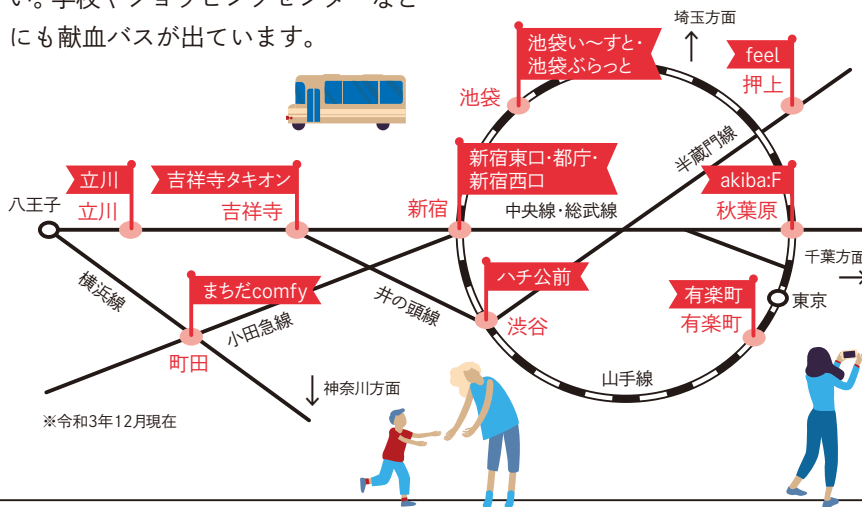 い。学校やショッピングセンターなど
にも献血バスが出ています。
埼玉方面
池袋い～すと・
池袋ぶらっと
池袋
feel
押上
半蔵門線
新宿東口・都庁・
新宿西口
新宿
中央線・総武線
akiba:F
秋葉原
立川
立川
吉祥寺タキオン
吉祥寺
八王子
千葉方面
横浜線
まちだcomfy
町田
小田急線
井の頭線
ハチ公前
渋谷
有楽町
有楽町
東京
山手線
神奈川方面
※令和3年12月現在